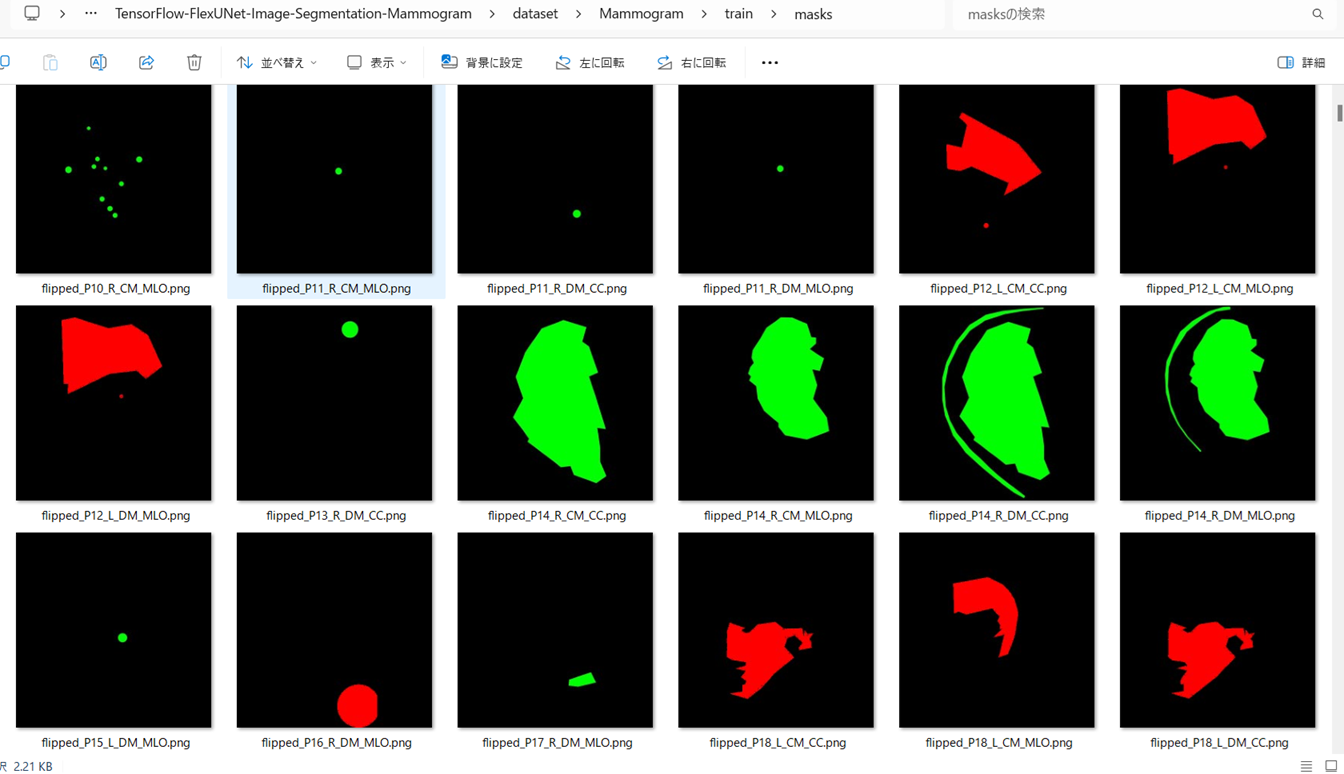 TensorFlow-FlexUNet-Image-Segmentation-Mammogram > dataset > Mammogram > train > masks
masksの検索
並べ替え 表示 背景に設定 左に回転 右に回転 詳細
flipped_P10_R_CM_MLO.png flipped_P11_R_CM_MLO.png flipped_P11_R_DM_CC.png flipped_P11_R_DM_MLO.png flipped_P12_L_CM_CC.png flipped_P12_L_CM_MLO.png
flipped_P12_L_DM_MLO.png flipped_P13_R_DM_CC.png flipped_P14_R_CM_CC.png flipped_P14_R_CM_MLO.png flipped_P14_R_DM_CC.png flipped_P14_R_DM_MLO.png
flipped_P15_L_DM_MLO.png flipped_P16_R_DM_MLO.png flipped_P17_R_DM_MLO.png flipped_P18_L_CM_CC.png flipped_P18_L_CM_MLO.png flipped_P18_L_DM_CC.png
2.21 KB